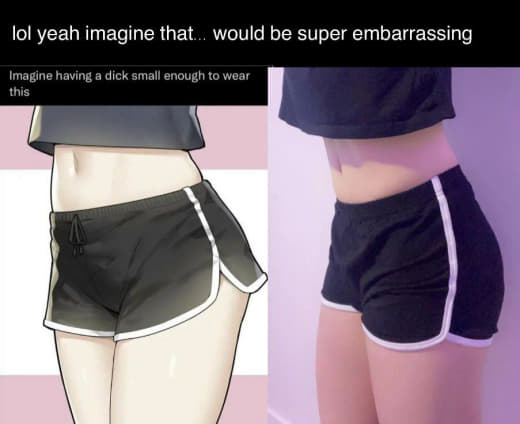 lol yeah imagine that... would be super embarrassing
Imagine having a dick small enough to wear
this